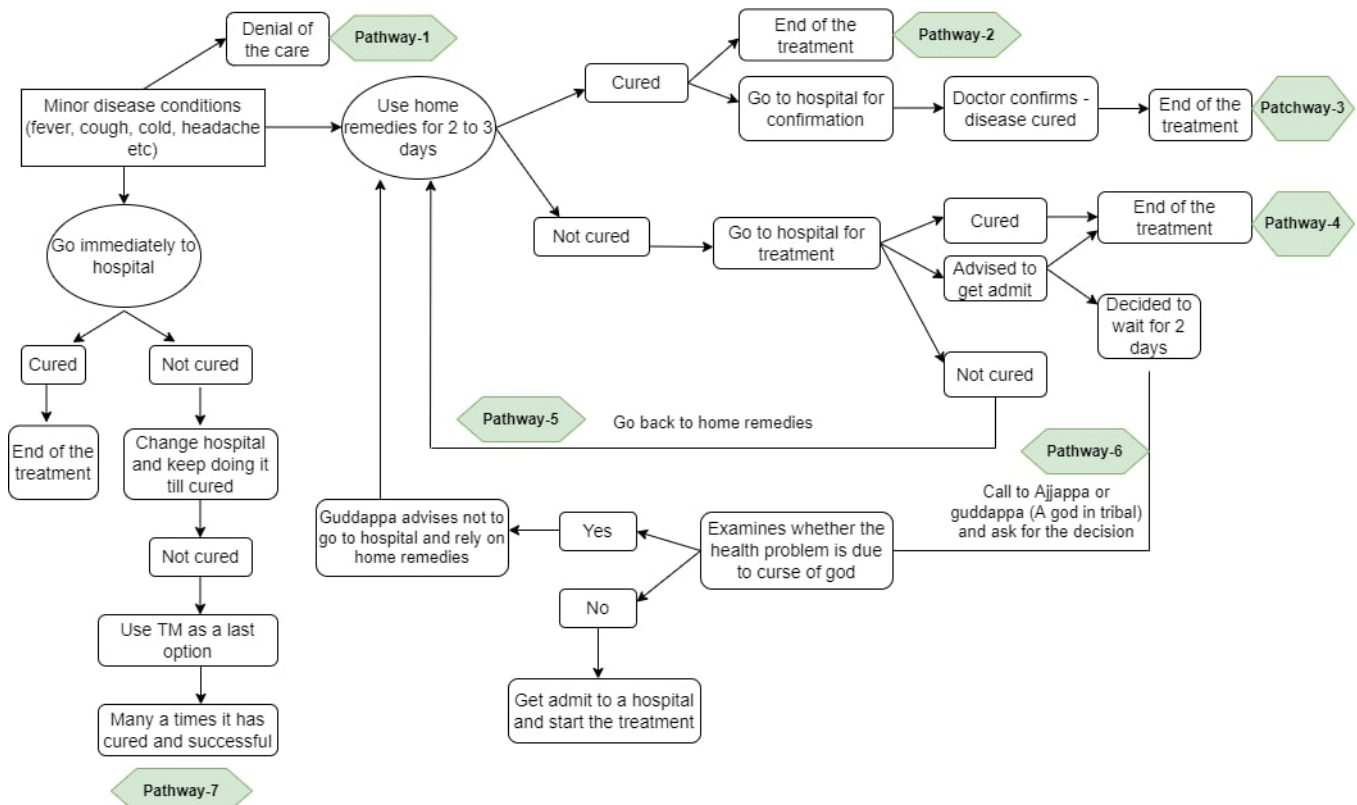 Denial of
the care
Pathway-1
End of the
treatment
Pathway-2
Minor disease conditions
(fever, cough, cold, headache
etc)
Use home
remedies for 2 to 3
days
Cured
Go to hospital for
confirmation
Doctor confirms -
disease cured
End of the
treatment
Patchway-3
Go immediately to
hospital
Not cured
Go to hospital for
treatment
Cured
End of the
treatment
Pathway-4
Advised to
get admit
Decided to
wait for 2
days
Cured
Not cured
Not cured
Pathway-5
Go back to home remedies
End of the
treatment
Change hospital
and keep doing it
till cured
Pathway-6
Call to Ajjappa or
guddappa (A god in tribal)
and ask for the decision
Guddappa advises not to
go to hospital and rely on
home remedies
Yes
Examines whether the
health problem is due
to curse of god
Not cured
No
Use TM as a last
option
Get admit to a hospital
and start the treatment
Many a times it has
cured and successful
Pathway-7